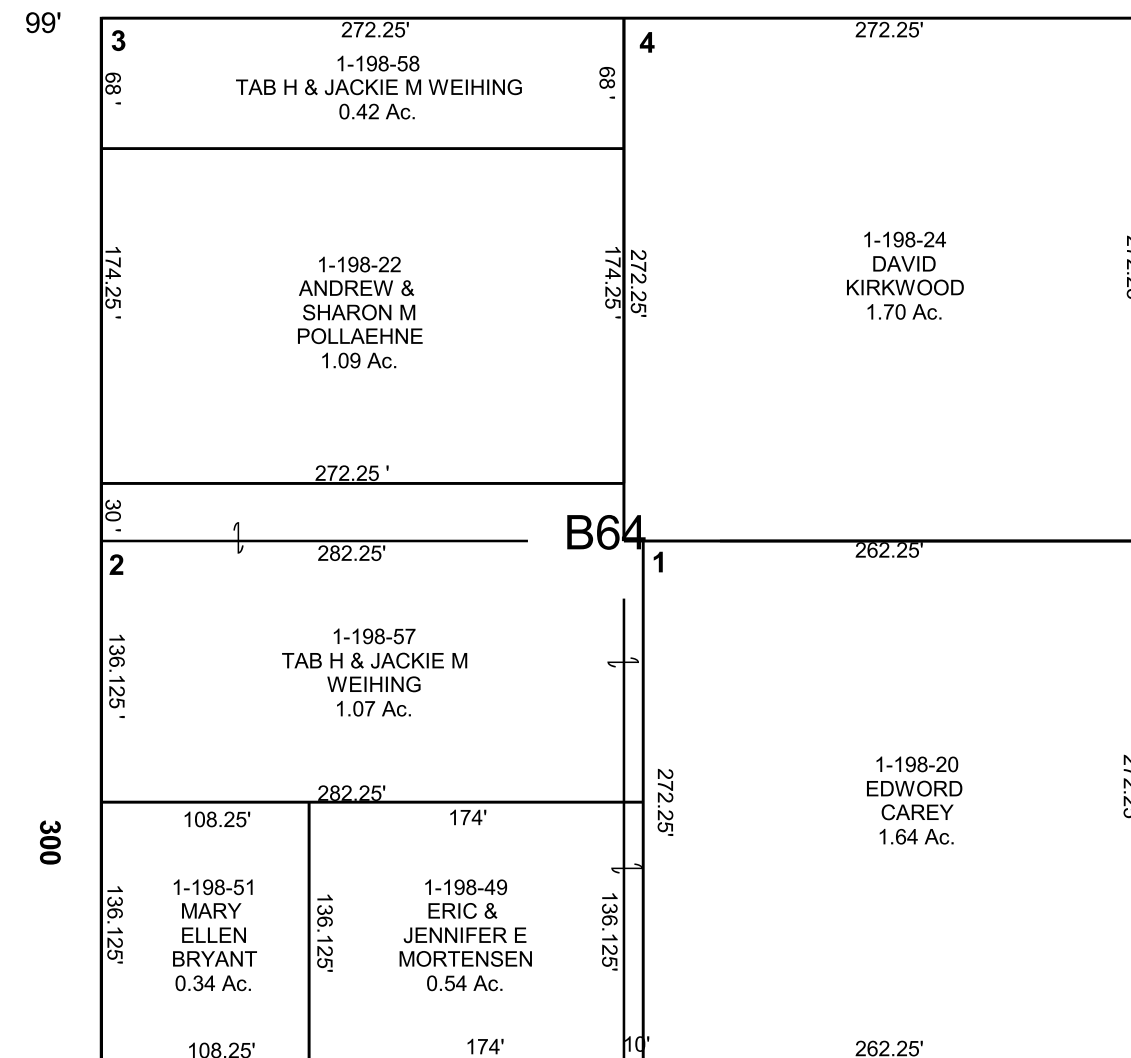 99'
3
272.25'
4
272.25'
68 '
1-198-58
TAB H & JACKIE M WEIHING
0.42 Ac.
68 '
174.25 '
1-198-22
ANDREW &
SHARON M
POLLAEHNE
1.09 Ac.
174.25 '
272.25'
1-198-24
DAVID
KIRKWOOD
1.70 Ac.
272.25 '
30 '
B64
282.25'
262.25'
2
1
136.125 '
1-198-57
TAB H & JACKIE M
WEIHING
1.07 Ac.
282.25'
272.25'
1-198-20
EDWORD
CAREY
1.64 Ac.
300
108.25'
174'
136.125'
1-198-51
MARY
ELLEN
BRYANT
0.34 Ac.
136.125'
1-198-49
ERIC &
JENNIFER E
MORTENSEN
0.54 Ac.
136.125'
108.25'
174'
10'
262.25'